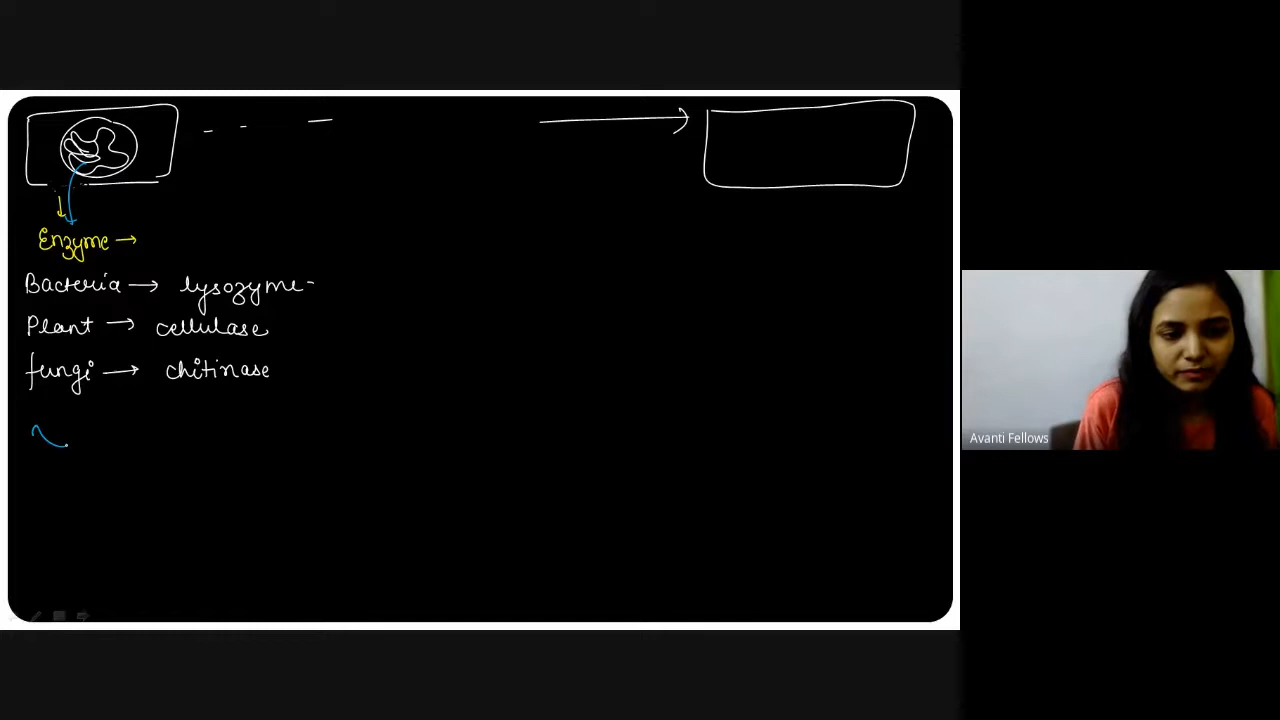 Enzyme →
Bacteria → lysozyme-
Plant → cellulase
fungi → chitinase
Avanti Fellows